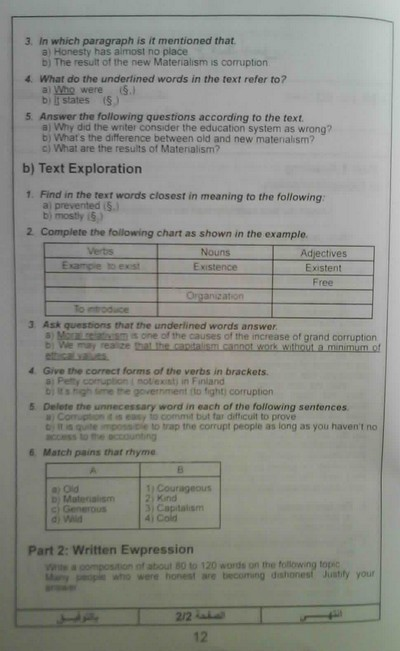 3. In which paragraph is it mentioned that.
a) Honesty has almost no place
b) The result of the new Materialism is corruption
4. What do the underlined words in the text refer to?
a) Who were (§.)
b) It states (§.)
5. Answer the following questions according to the text.
a) Why did the writer consider the education system as wrong?
b) What's the difference between old and new materialism?
c) What are the results of Materialism?
b) Text Exploration
1. Find in the text words closest in meaning to the following:
a) prevented (§.)
b) mostly (§.)
2. Complete the following chart as shown in the example.
Verbs Nouns Adjectives
Example: to exist Existence Existent
Free
Organization
To introduce
3. Ask questions that the underlined words answer.
a) Moral relativism is one of the causes of the increase of grand corruption
b) We may realize that the capitalism cannot work without a minimum of
ethical values.
4. Give the correct forms of the verbs in brackets.
a) Petty corruption ( not/exist) in Finland
b) It's high time the government (to fight) corruption
5. Delete the unnecessary word in each of the following sentences.
a) Corruption it is easy to commit but far difficult to prove
b) It is quite impossible to trap the corrupt people as long as you haven't no
access to the accounting
6. Match pains that rhyme
A B
a) Old 1) Courageous
b) Materialism 2) Kind
c) Generous 3) Capitalism
d) Wild 4) Cold
Part 2: Written Ewpression
Write a composition of about 80 to 120 words on the following topic
Many people who were honest are becoming dishonest. Justify your
answer
انتهـــى الصفحة 2/2 بالتوفيــق
12